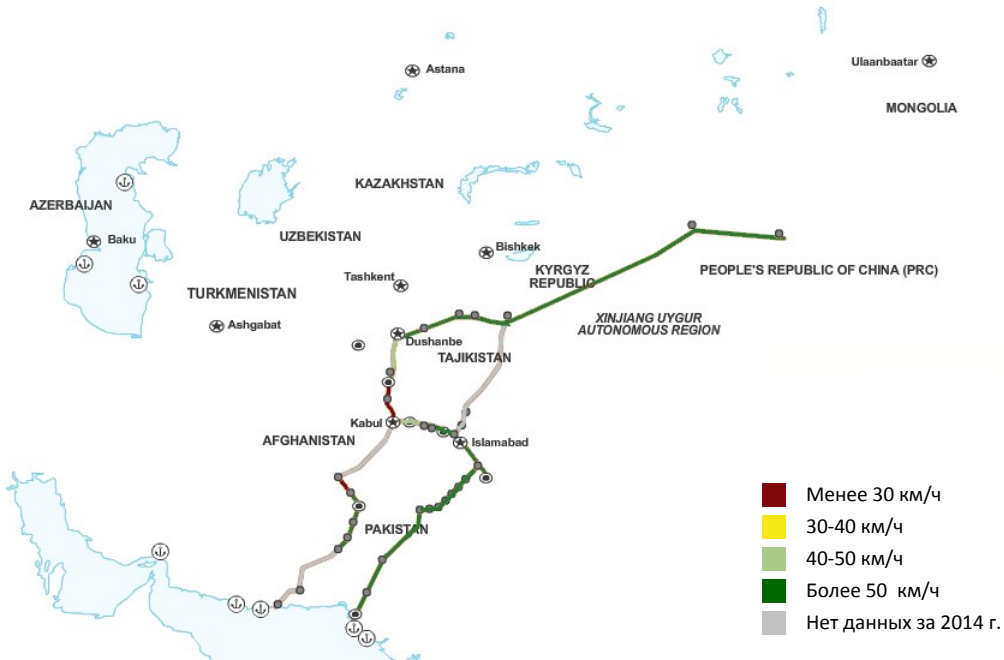 Astana
Ulaanbaatar
MONGOLIA
KAZAKHSTAN
AZERBAIJAN
Baku
UZBEKISTAN
Bishkek
KYRGYZ
REPUBLIC
PEOPLE'S REPUBLIC OF CHINA (PRC)
Tashkent
TURKMENISTAN
XINJIANG UYGUR
AUTONOMOUS REGION
Ashgabat
Dushanbe
TAJIKISTAN
Kabul
AFGHANISTAN
Islamabad
PAKISTAN
Менее 30 км/ч
30-40 км/ч
40-50 км/ч
Более 50 км/ч
Нет данных за 2014 г.